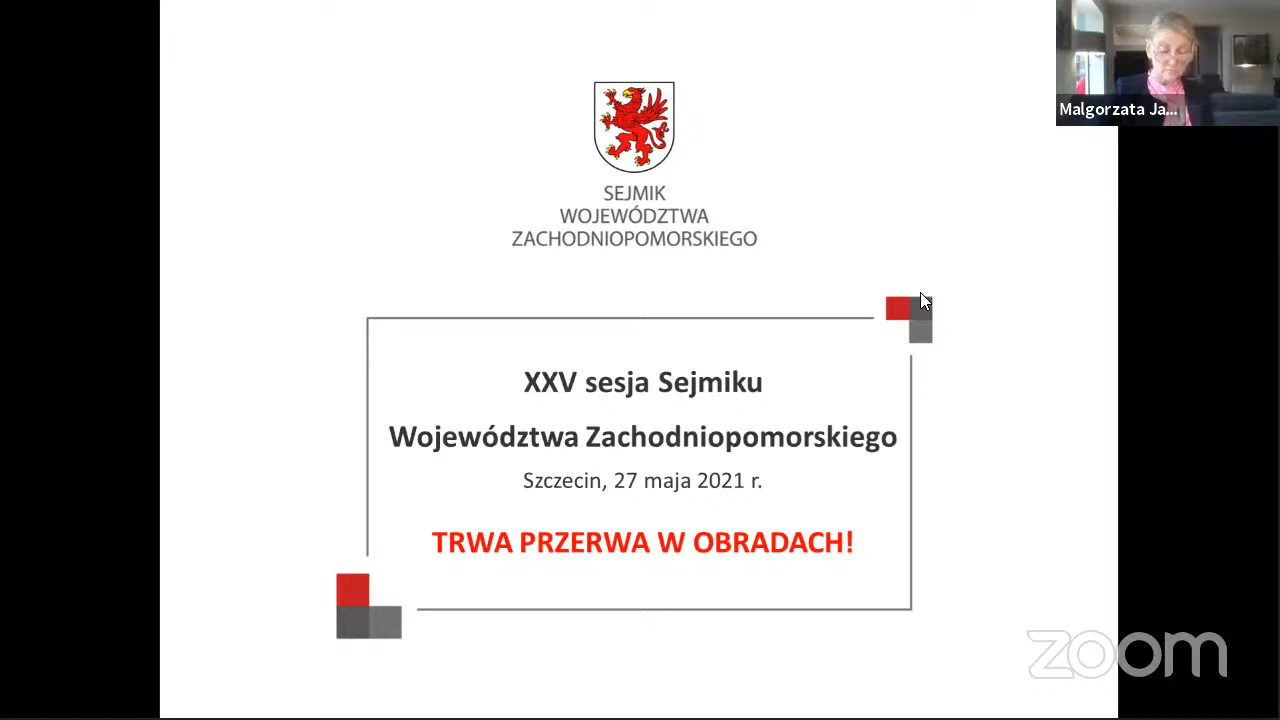 Malgorzata Ja...
SEJMIK
WOJEWÓDZTWA
ZACHODNIOPOMORSKIEGO
XXV sesja Sejmiku
Województwa Zachodniopomorskiego
Szczecin, 27 maja 2021 r.
TRWA PRZERWA W OBRADACH!
zoom